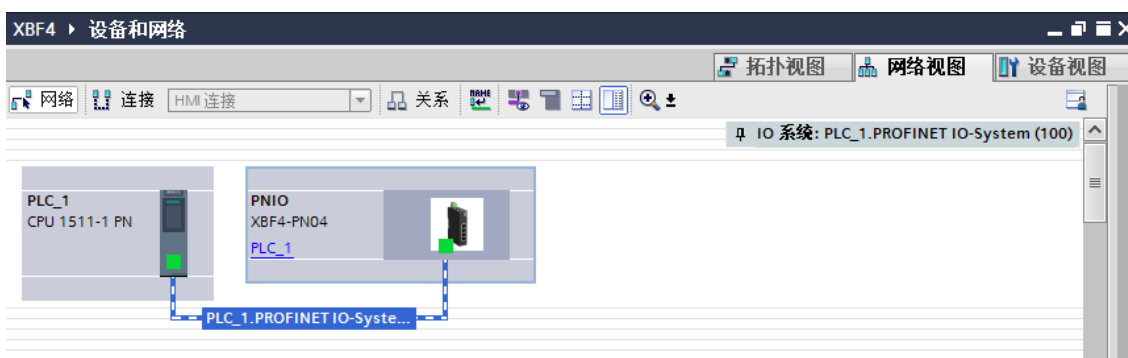 XBF4 ▸ 设备和网络
拓扑视图 网络视图 设备视图
网络 连接 HMI 连接 关系
IO 系统: PLC_1.PROFINET IO-System (100)
PLC_1
CPU 1511-1 PN
PNIO
XBF4-PN04
PLC_1
PLC_1.PROFINET IO-Syste...